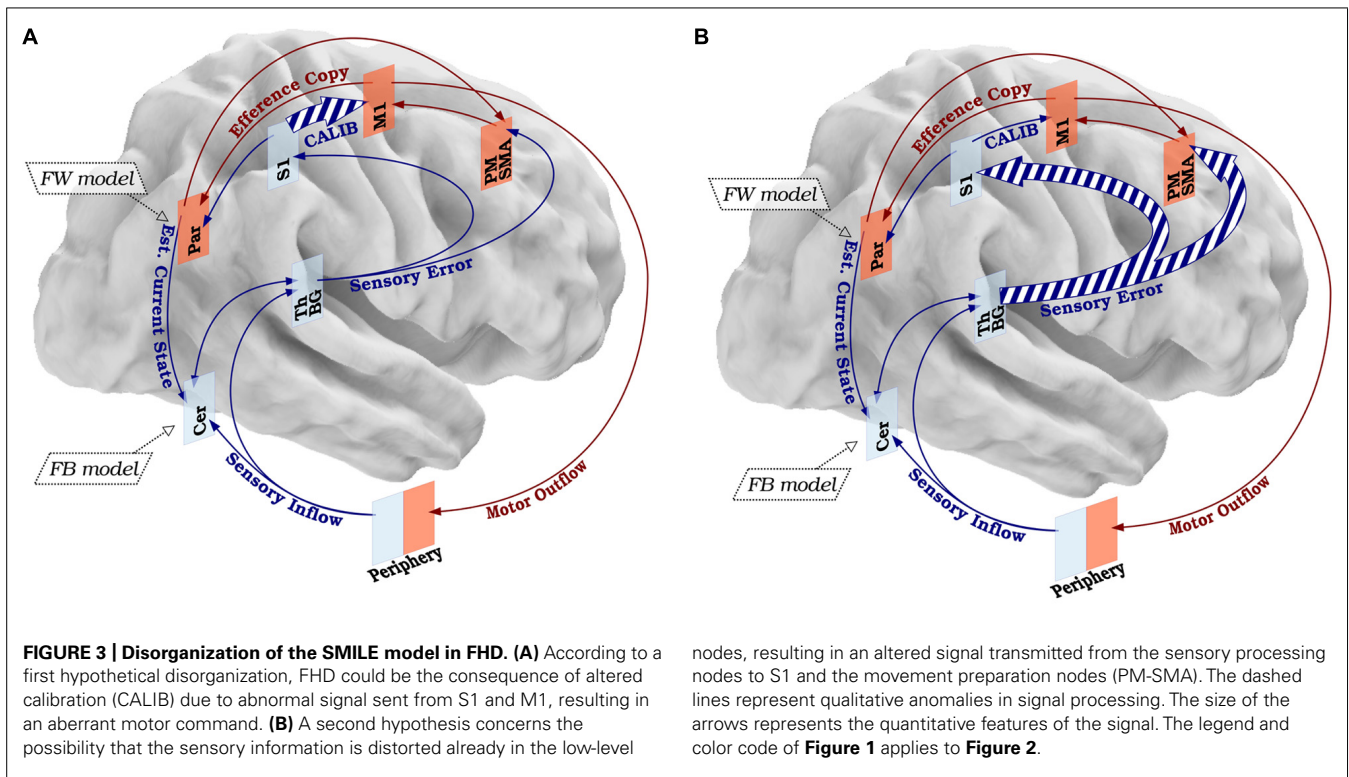 A
Efference Copy
M1
CALIB
S1
PM
SMA
FW model
Par
Est. Current State
Th
BG
Sensory Error
Cer
FB model
Sensory Inflow
Motor Outflow
Periphery
B
Efference Copy
M1
CALIB
S1
PM
SMA
FW model
Par
Est. Current State
Th
BG
Sensory Error
Cer
FB model
Sensory Inflow
Motor Outflow
Periphery
FIGURE 3 | Disorganization of the SMILE model in FHD. (A) According to a
first hypothetical disorganization, FHD could be the consequence of altered
calibration (CALIB) due to abnormal signal sent from S1 and M1, resulting in
an aberrant motor command. (B) A second hypothesis concerns the
possibility that the sensory information is distorted already in the low-level
nodes, resulting in an altered signal transmitted from the sensory processing
nodes to S1 and the movement preparation nodes (PM-SMA). The dashed
lines represent qualitative anomalies in signal processing. The size of the
arrows represents the quantitative features of the signal. The legend and
color code of Figure 1 applies to Figure 2.